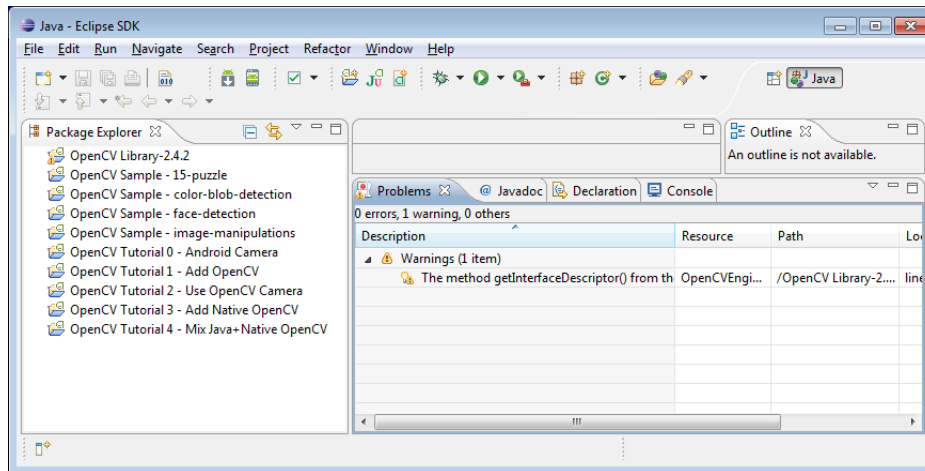 Java - Eclipse SDK
File Edit Run Navigate Search Project Refactor Window Help
Java
Package Explorer
OpenCV Library-2.4.2
OpenCV Sample - 15-puzzle
OpenCV Sample - color-blob-detection
OpenCV Sample - face-detection
OpenCV Sample - image-manipulations
OpenCV Tutorial 0 - Android Camera
OpenCV Tutorial 1 - Add OpenCV
OpenCV Tutorial 2 - Use OpenCV Camera
OpenCV Tutorial 3 - Add Native OpenCV
OpenCV Tutorial 4 - Mix Java+Native OpenCV
Outline
An outline is not available.
Problems @ Javadoc Declaration Console
0 errors, 1 warning, 0 others
Description Resource Path Lo
Warnings (1 item)
The method getInterfaceDescriptor() from th OpenCVEngi... /OpenCV Library-2.... line